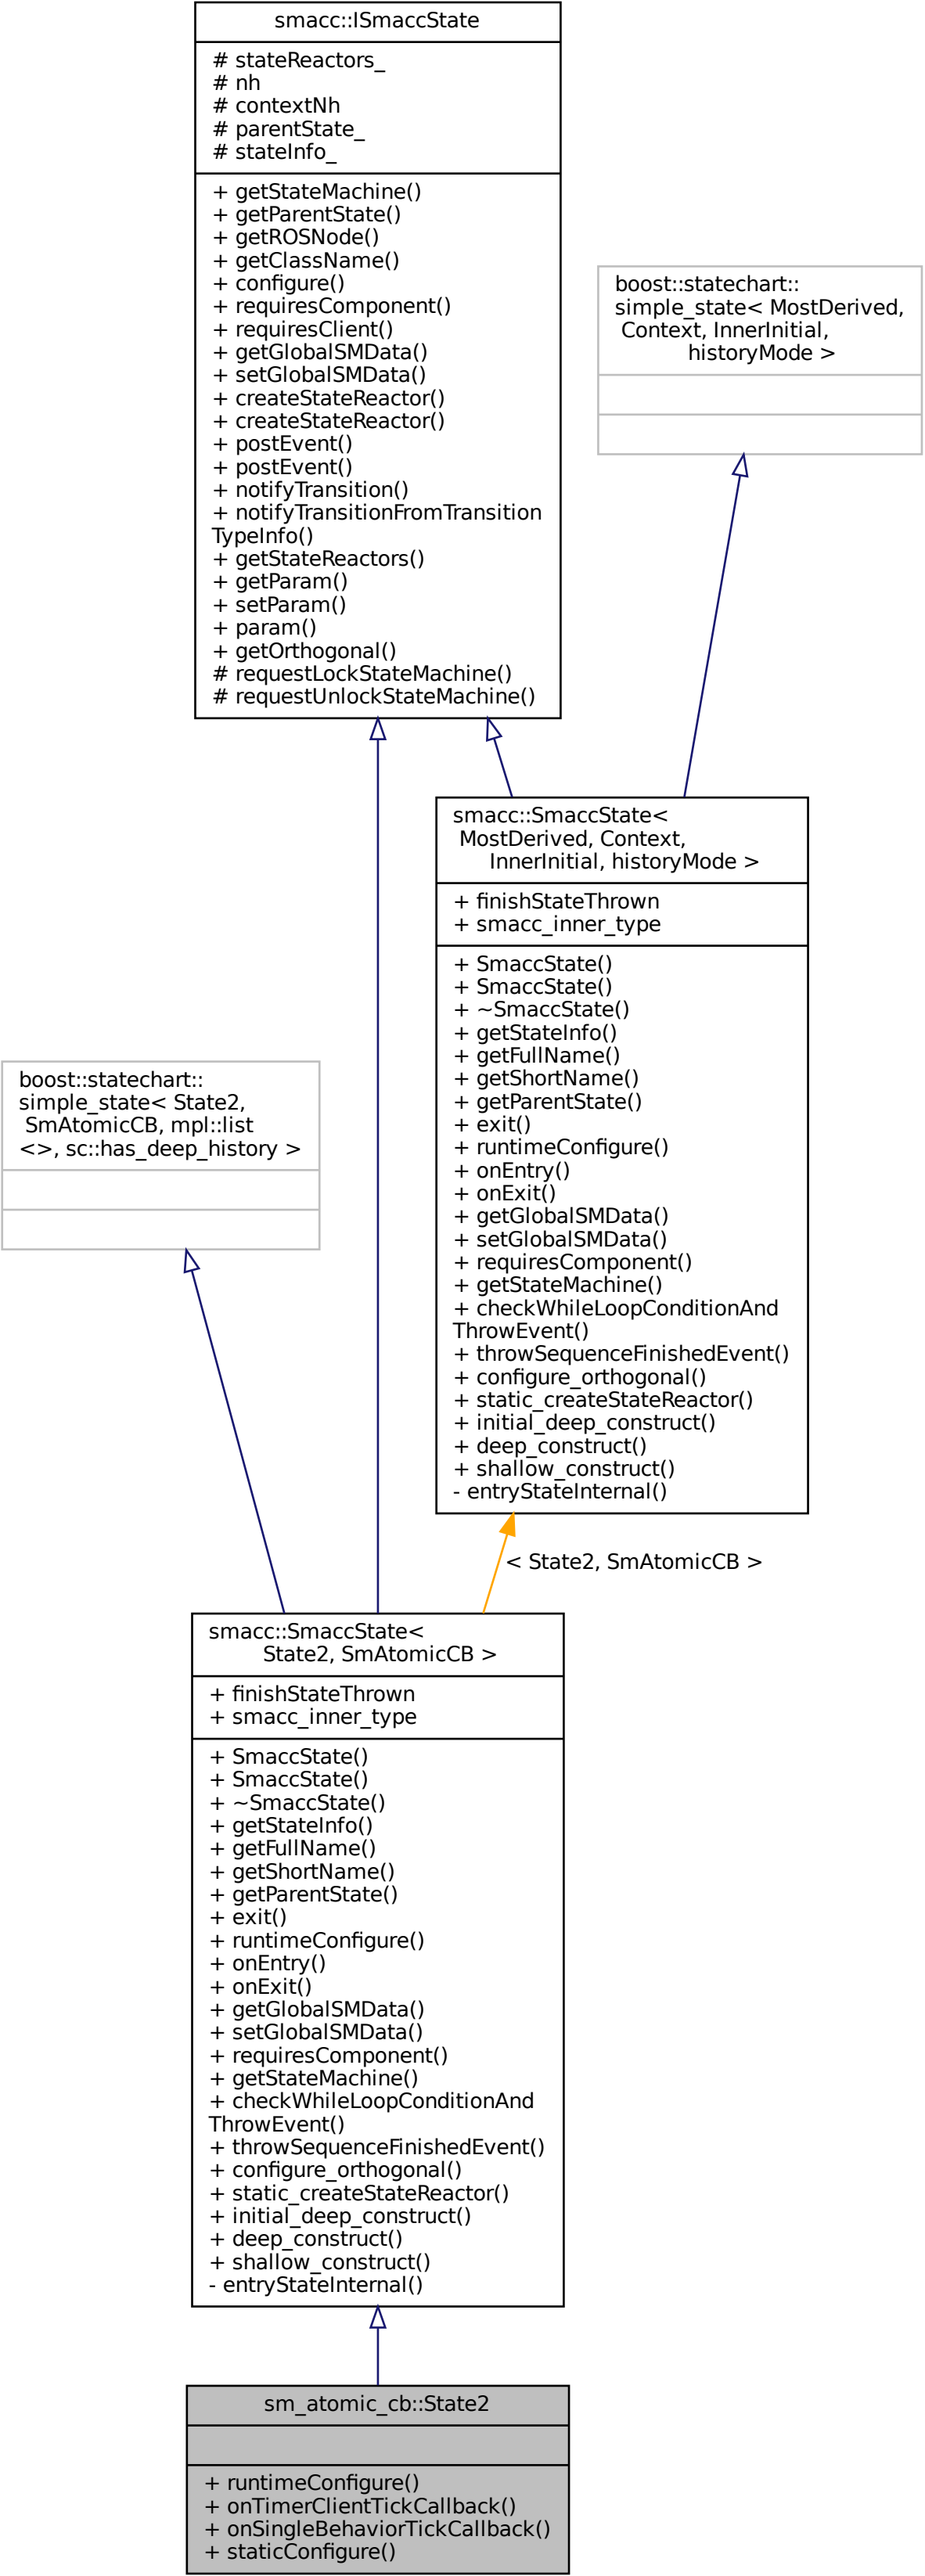 smacc::ISmaccState
# stateReactors_
# nh
# contextNh
# parentState_
# stateInfo_
+ getStateMachine()
+ getParentState()
+ getROSNode()
+ getClassName()
+ configure()
+ requiresComponent()
+ requiresClient()
+ getGlobalSMData()
+ setGlobalSMData()
+ createStateReactor()
+ createStateReactor()
+ postEvent()
+ postEvent()
+ notifyTransition()
+ notifyTransitionFromTransition
TypeInfo()
+ getStateReactors()
+ getParam()
+ setParam()
+ param()
+ getOrthogonal()
# requestLockStateMachine()
# requestUnlockStateMachine()
boost::statechart::
simple_state< MostDerived,
Context, InnerInitial,
historyMode >
smacc::SmaccState<
MostDerived, Context,
InnerInitial, historyMode >
+ finishStateThrown
+ smacc_inner_type
+ SmaccState()
+ SmaccState()
+ ~SmaccState()
+ getStateInfo()
+ getFullName()
+ getShortName()
+ getParentState()
+ exit()
+ runtimeConfigure()
+ onEntry()
+ onExit()
+ getGlobalSMData()
+ setGlobalSMData()
+ requiresComponent()
+ getStateMachine()
+ checkWhileLoopConditionAnd
ThrowEvent()
+ throwSequenceFinishedEvent()
+ configure_orthogonal()
+ static_createStateReactor()
+ initial_deep_construct()
+ deep_construct()
+ shallow_construct()
- entryStateInternal()
boost::statechart::
simple_state< State2,
SmAtomicCB, mpl::list
<>, sc::has_deep_history >
< State2, SmAtomicCB >
smacc::SmaccState<
State2, SmAtomicCB >
+ finishStateThrown
+ smacc_inner_type
+ SmaccState()
+ SmaccState()
+ ~SmaccState()
+ getStateInfo()
+ getFullName()
+ getShortName()
+ getParentState()
+ exit()
+ runtimeConfigure()
+ onEntry()
+ onExit()
+ getGlobalSMData()
+ setGlobalSMData()
+ requiresComponent()
+ getStateMachine()
+ checkWhileLoopConditionAnd
ThrowEvent()
+ throwSequenceFinishedEvent()
+ configure_orthogonal()
+ static_createStateReactor()
+ initial_deep_construct()
+ deep_construct()
+ shallow_construct()
- entryStateInternal()
sm_atomic_cb::State2
+ runtimeConfigure()
+ onTimerClientTickCallback()
+ onSingleBehaviorTickCallback()
+ staticConfigure()